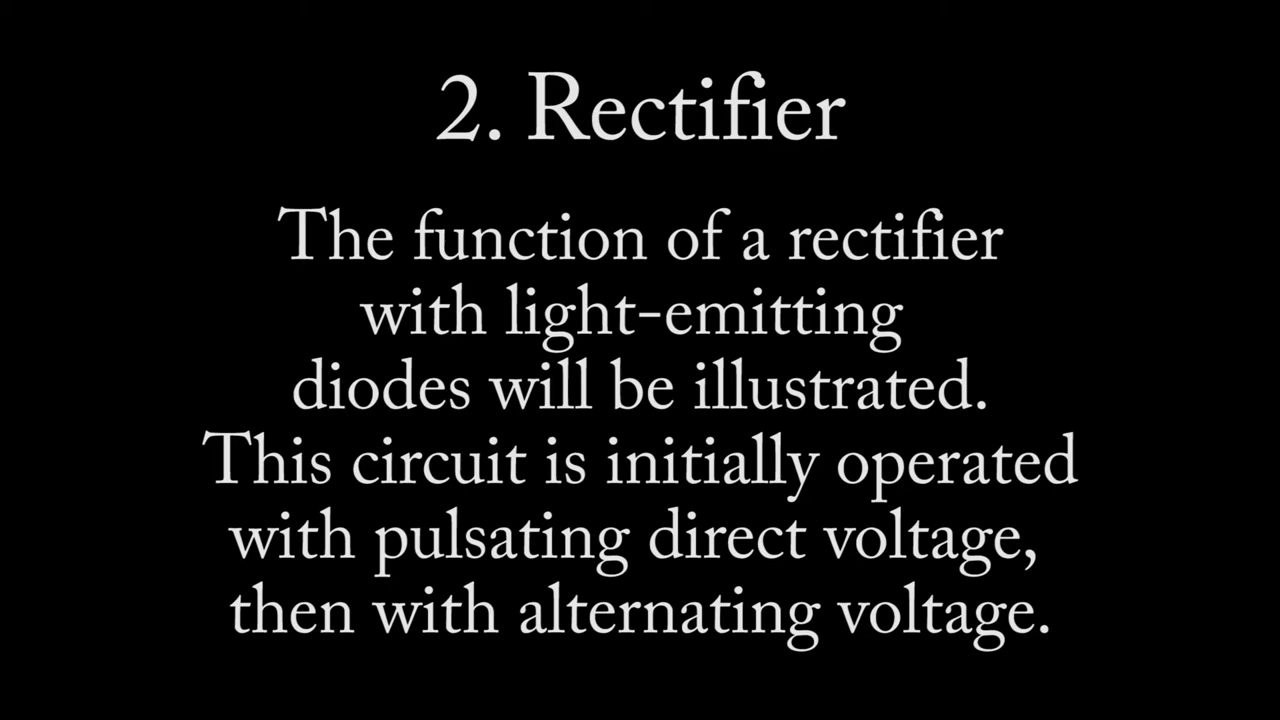 2. Rectifier
The function of a rectifier
with light-emitting
diodes will be illustrated.
This circuit is initially operated
with pulsating direct voltage,
then with alternating voltage.